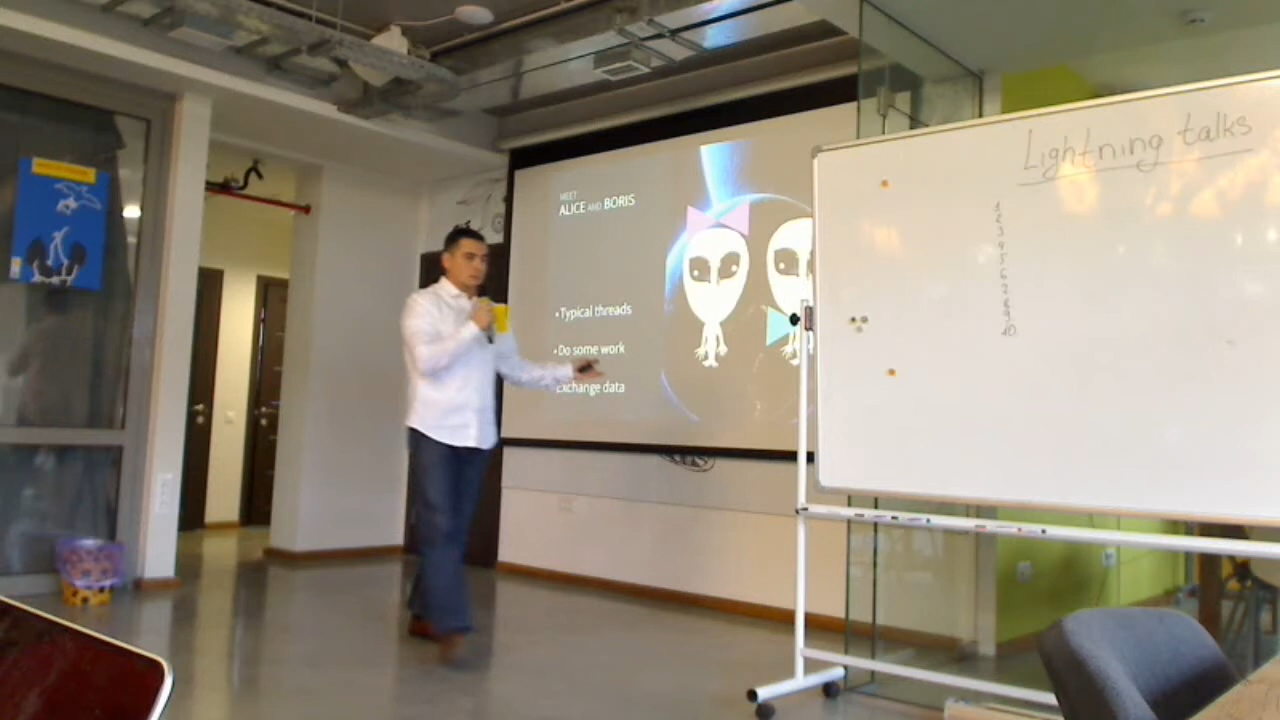 MEET
ALICE AND BORIS
• Typical threads
• Do some work
Exchange data
Lightning talks
1
2
3
4
5
6
7
8
9
10